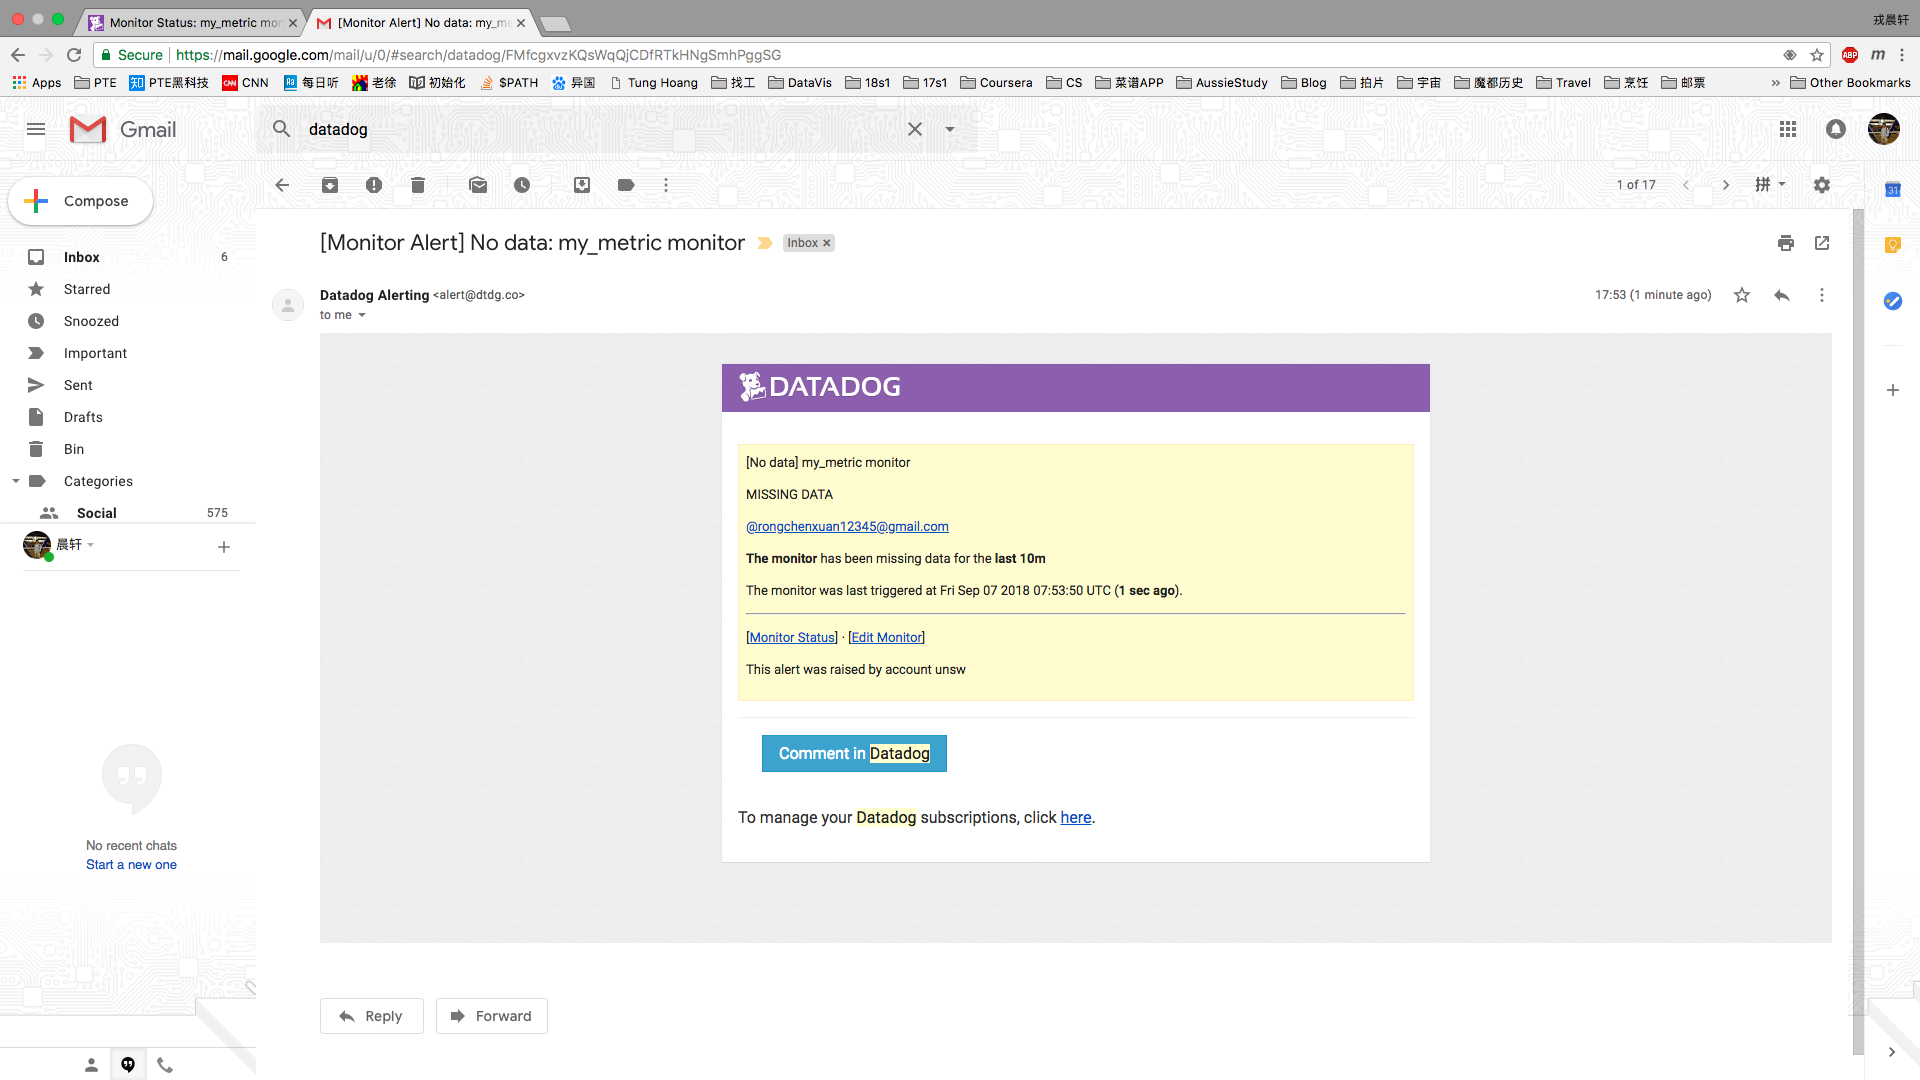 Monitor Status: my_metric mon
[Monitor Alert] No data: my_me
戎晨轩
Secure
https://mail.google.com/mail/u/0/#search/datadog/FMfcgxvzKQsWqQjCDfRTkHNgSmhPggSG
ABP
m
Apps
PTE
知 PTE黑科技
CNN CNN
每日听
老徐
初始化
$PATH
异国
Tung Hoang
找工
DataVis
18s1
17s1
Coursera
CS
菜谱APP
AussieStudy
Blog
拍片
宇宙
魔都历史
Travel
烹饪
邮票
»
Other Bookmarks
Gmail
datadog
Compose
1 of 17
拼
31
[Monitor Alert] No data: my_metric monitor
Inbox x
Inbox 6
Starred
Snoozed
Important
Sent
Drafts
Bin
Categories
Social 575
晨轩
No recent chats
Start a new one
Datadog Alerting <alert@dtdg.co>
17:53 (1 minute ago)
to me
DATADOG
[No data] my_metric monitor
MISSING DATA
@rongchenxuan12345@gmail.com
The monitor has been missing data for the last 10m
The monitor was last triggered at Fri Sep 07 2018 07:53:50 UTC (1 sec ago).
[Monitor Status] · [Edit Monitor]
This alert was raised by account unsw
Comment in Datadog
To manage your Datadog subscriptions, click here.
Reply
Forward